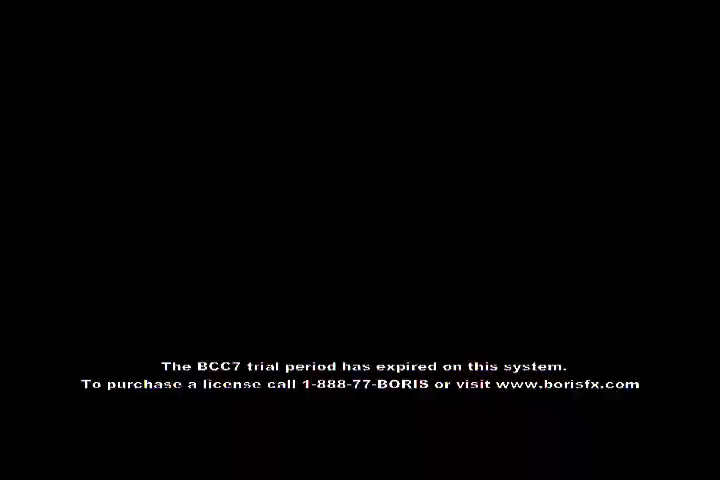 The BCC7 trial period has expired on this system.
To purchase a license call 1-888-77-BORIS or visit www.borisfx.com